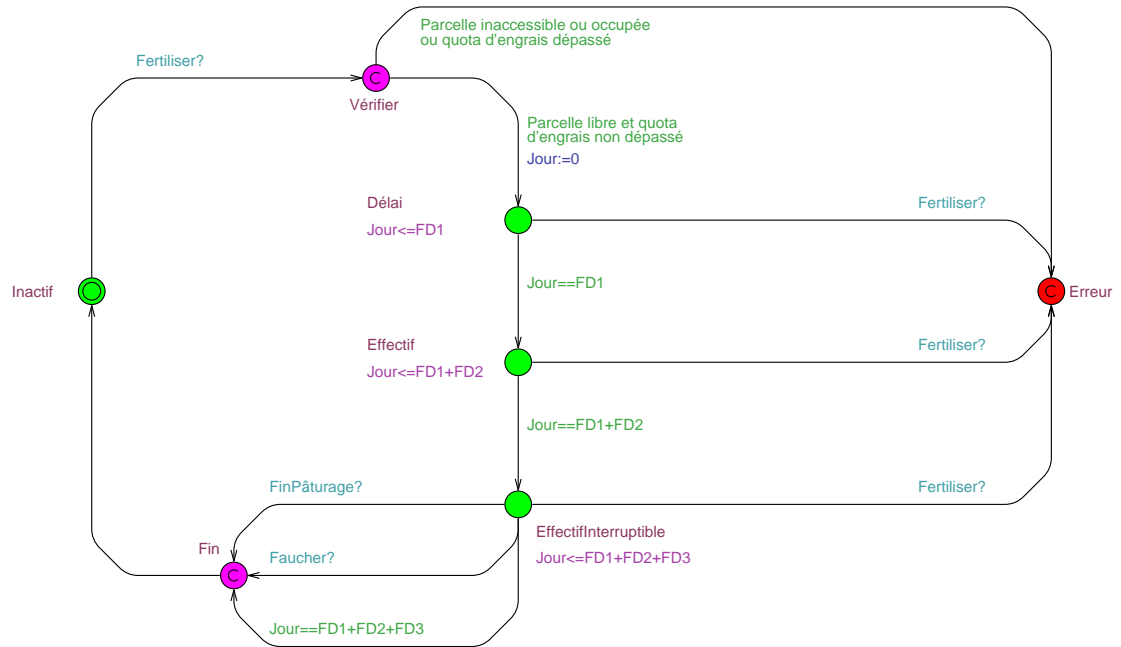 Parcelle inaccessible ou occupée
ou quota d'engrais dépassé
Fertiliser?
C
Vérifier
Parcelle libre et quota
d'engrais non dépassé
Jour:=0
Délai
Jour<=FD1
Fertiliser?
Jour==FD1
Inactif
C
Erreur
Effectif
Jour<=FD1+FD2
Fertiliser?
Jour==FD1+FD2
FinPâturage?
Fertiliser?
EffectifInterruptible
Jour<=FD1+FD2+FD3
Fin
Faucher?
C
Jour==FD1+FD2+FD3